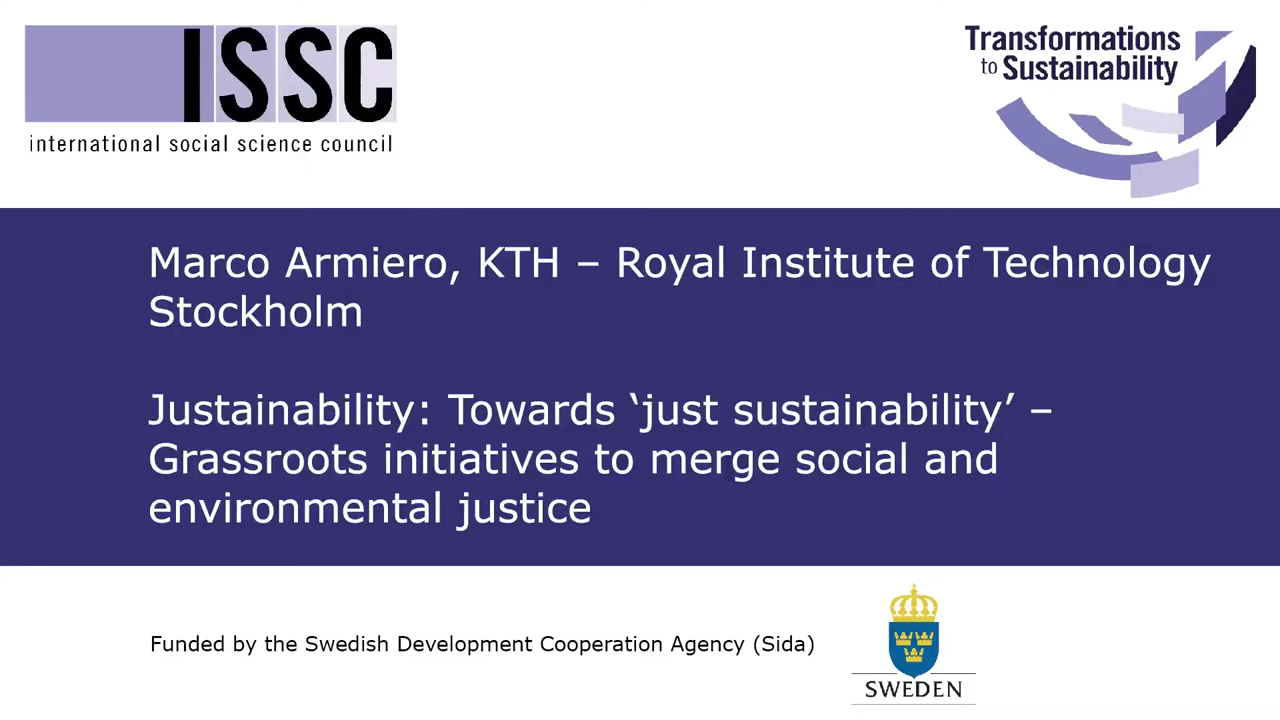 ISSC
international social science council
Transformations
to Sustainability
Marco Armiero, KTH – Royal Institute of Technology
Stockholm
Justainability: Towards ‘just sustainability’ –
Grassroots initiatives to merge social and
environmental justice
Funded by the Swedish Development Cooperation Agency (Sida)
SWEDEN